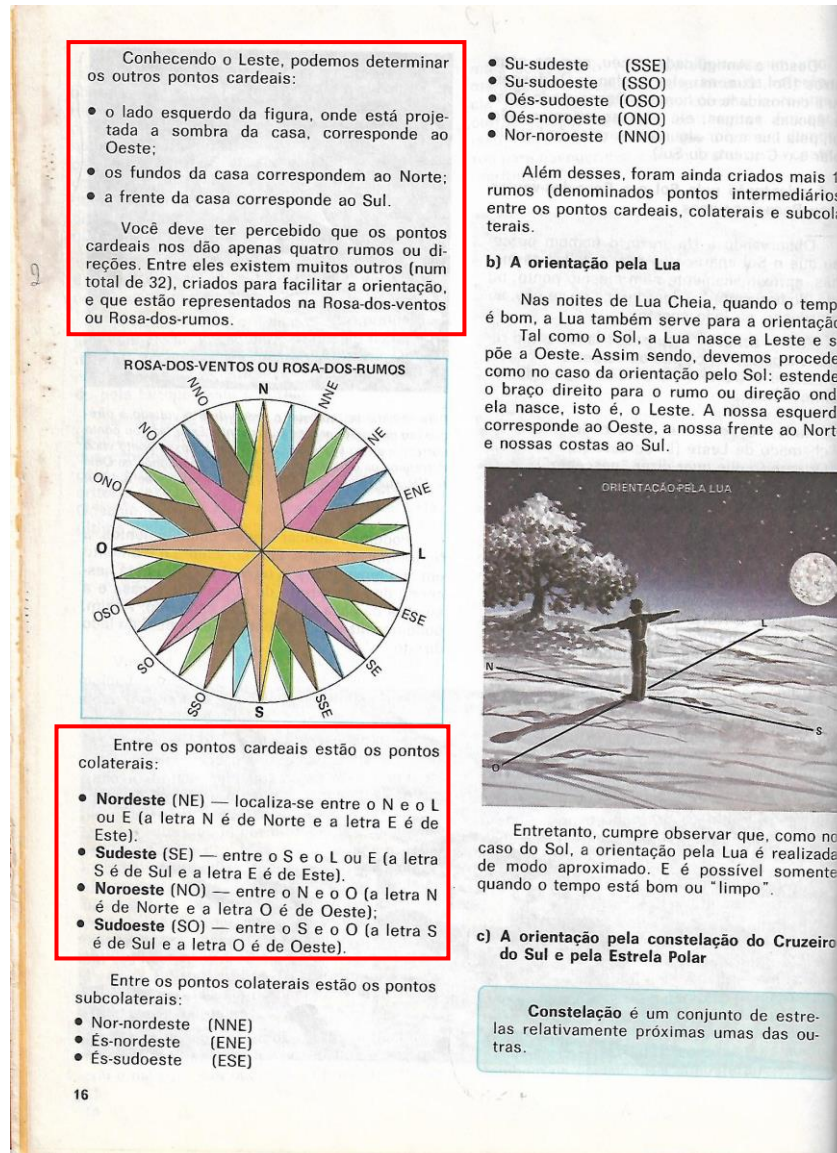 Conhecendo o Leste, podemos determinar
os outros pontos cardeais:
• o lado esquerdo da figura, onde está proje-
tada a sombra da casa, corresponde ao
Oeste;
• os fundos da casa correspondem ao Norte;
• a frente da casa corresponde ao Sul.
Você deve ter percebido que os pontos
cardeais nos dão apenas quatro rumos ou di-
reções. Entre eles existem muitos outros (num
total de 32), criados para facilitar a orientação,
e que estão representados na Rosa-dos-ventos
ou Rosa-dos-rumos.
ROSA-DOS-VENTOS OU ROSA-DOS-RUMOS
N
NNE
NE
ENE
L
ESE
SE
SSE
S
SSO
SO
OSO
O
ONO
NO
NNO
Entre os pontos cardeais estão os pontos
colaterais:
• Nordeste (NE) — localiza-se entre o N e o L
ou E (a letra N é de Norte e a letra E é de
Este).
• Sudeste (SE) — entre o S e o L ou E (a letra
S é de Sul e a letra E é de Este).
• Noroeste (NO) — entre o N e o O (a letra N
é de Norte e a letra O é de Oeste);
• Sudoeste (SO) — entre o S e o O (a letra S
é de Sul e a letra O é de Oeste).
Entre os pontos colaterais estão os pontos
subcolaterais:
• Nor-nordeste (NNE)
• És-nordeste (ENE)
• És-sudoeste (ESE)
16
• Su-sudeste (SSE)
• Su-sudoeste (SSO)
• Oés-sudoeste (OSO)
• Oés-noroeste (ONO)
• Nor-noroeste (NNO)
Além desses, foram ainda criados mais
rumos (denominados pontos intermediários
entre os pontos cardeais, colaterais e subcola
terais.
b) A orientação pela Lua
Nas noites de Lua Cheia, quando o temp
é bom, a Lua também serve para a orientação
Tal como o Sol, a Lua nasce a Leste e s
põe a Oeste. Assim sendo, devemos procede
como no caso da orientação pelo Sol: estende
o braço direito para o rumo ou direção ond
ela nasce, isto é, o Leste. A nossa esquerd
corresponde ao Oeste, a nossa frente ao Nort
e nossas costas ao Sul.
ORIENTAÇÃO PELA LUA
L
N
S
O
Entretanto, cumpre observar que, como no
caso do Sol, a orientação pela Lua é realizada
de modo aproximado. E é possível somente
quando o tempo está bom ou "limpo".
c) A orientação pela constelação do Cruzeiro
do Sul e pela Estrela Polar
Constelação é um conjunto de estre-
las relativamente próximas umas das ou-
tras.